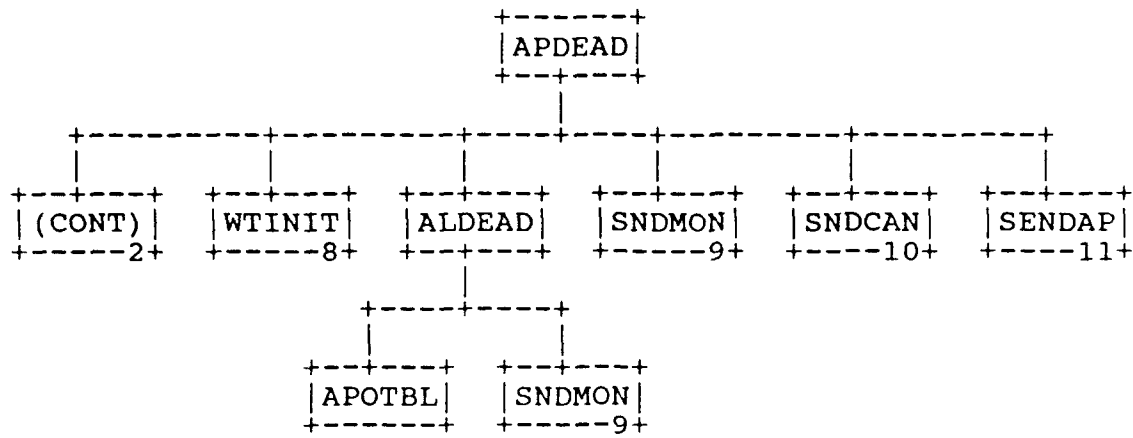 APDEAD
(CONT) WTINIT ALDEAD SNDMON SNDCAN SENDAP
2 8 9 10 11
APOTBL SNDMON
9